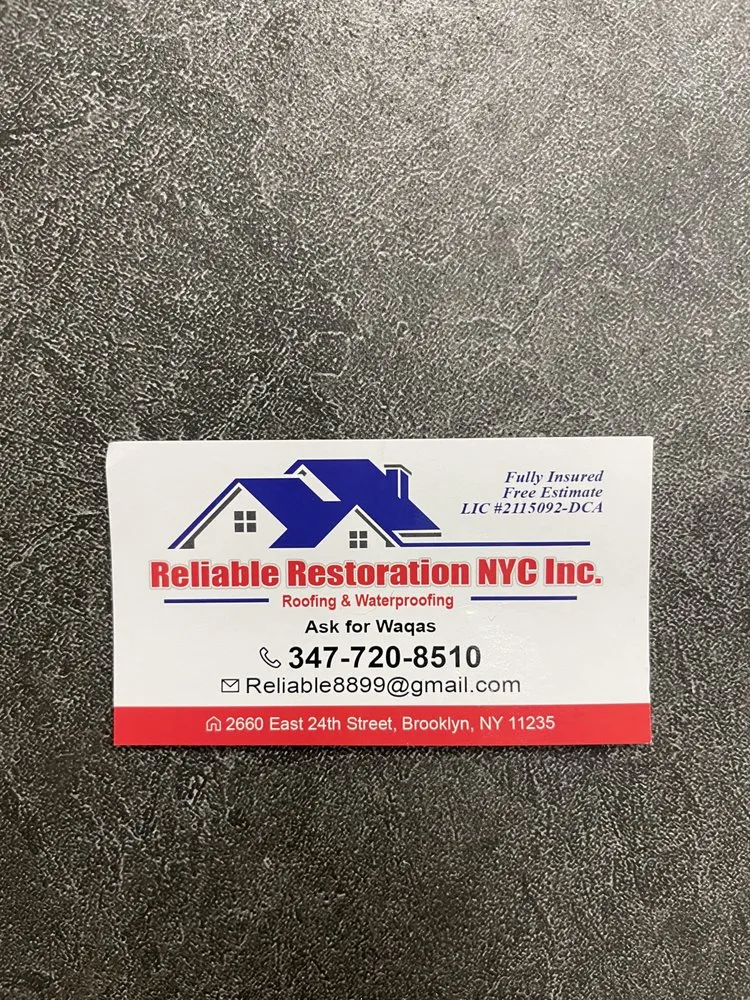 Fully Insured
Free Estimate
LIC #2115092-DCA
Reliable Restoration NYC Inc.
Roofing & Waterproofing
Ask for Waqas
347-720-8510
Reliable8899@gmail.com
2660 East 24th Street, Brooklyn, NY 11235